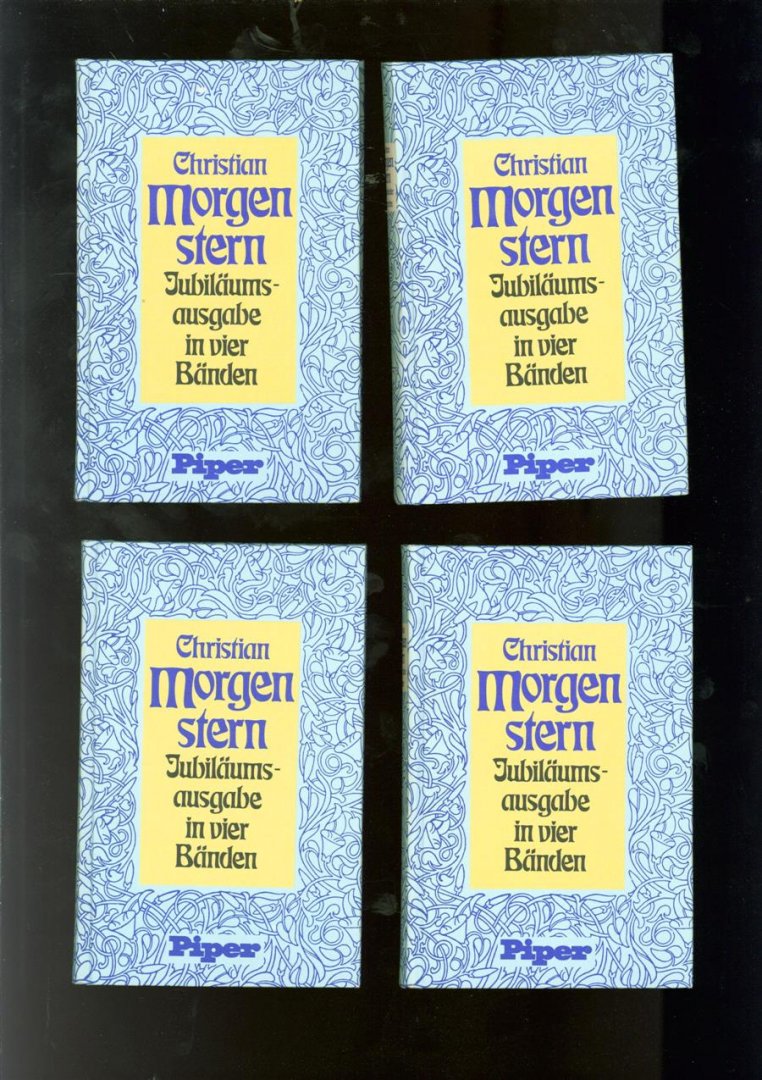 Christian
Morgen
stern
Jubiläums-
ausgabe
in vier
Bänden
Piper
Christian
Morgen
stern
Jubiläums-
ausgabe
in vier
Bänden
Piper
Christian
Morgen
stern
Jubiläums-
ausgabe
in vier
Bänden
Piper
Christian
Morgen
stern
Jubiläums-
ausgabe
in vier
Bänden
Piper